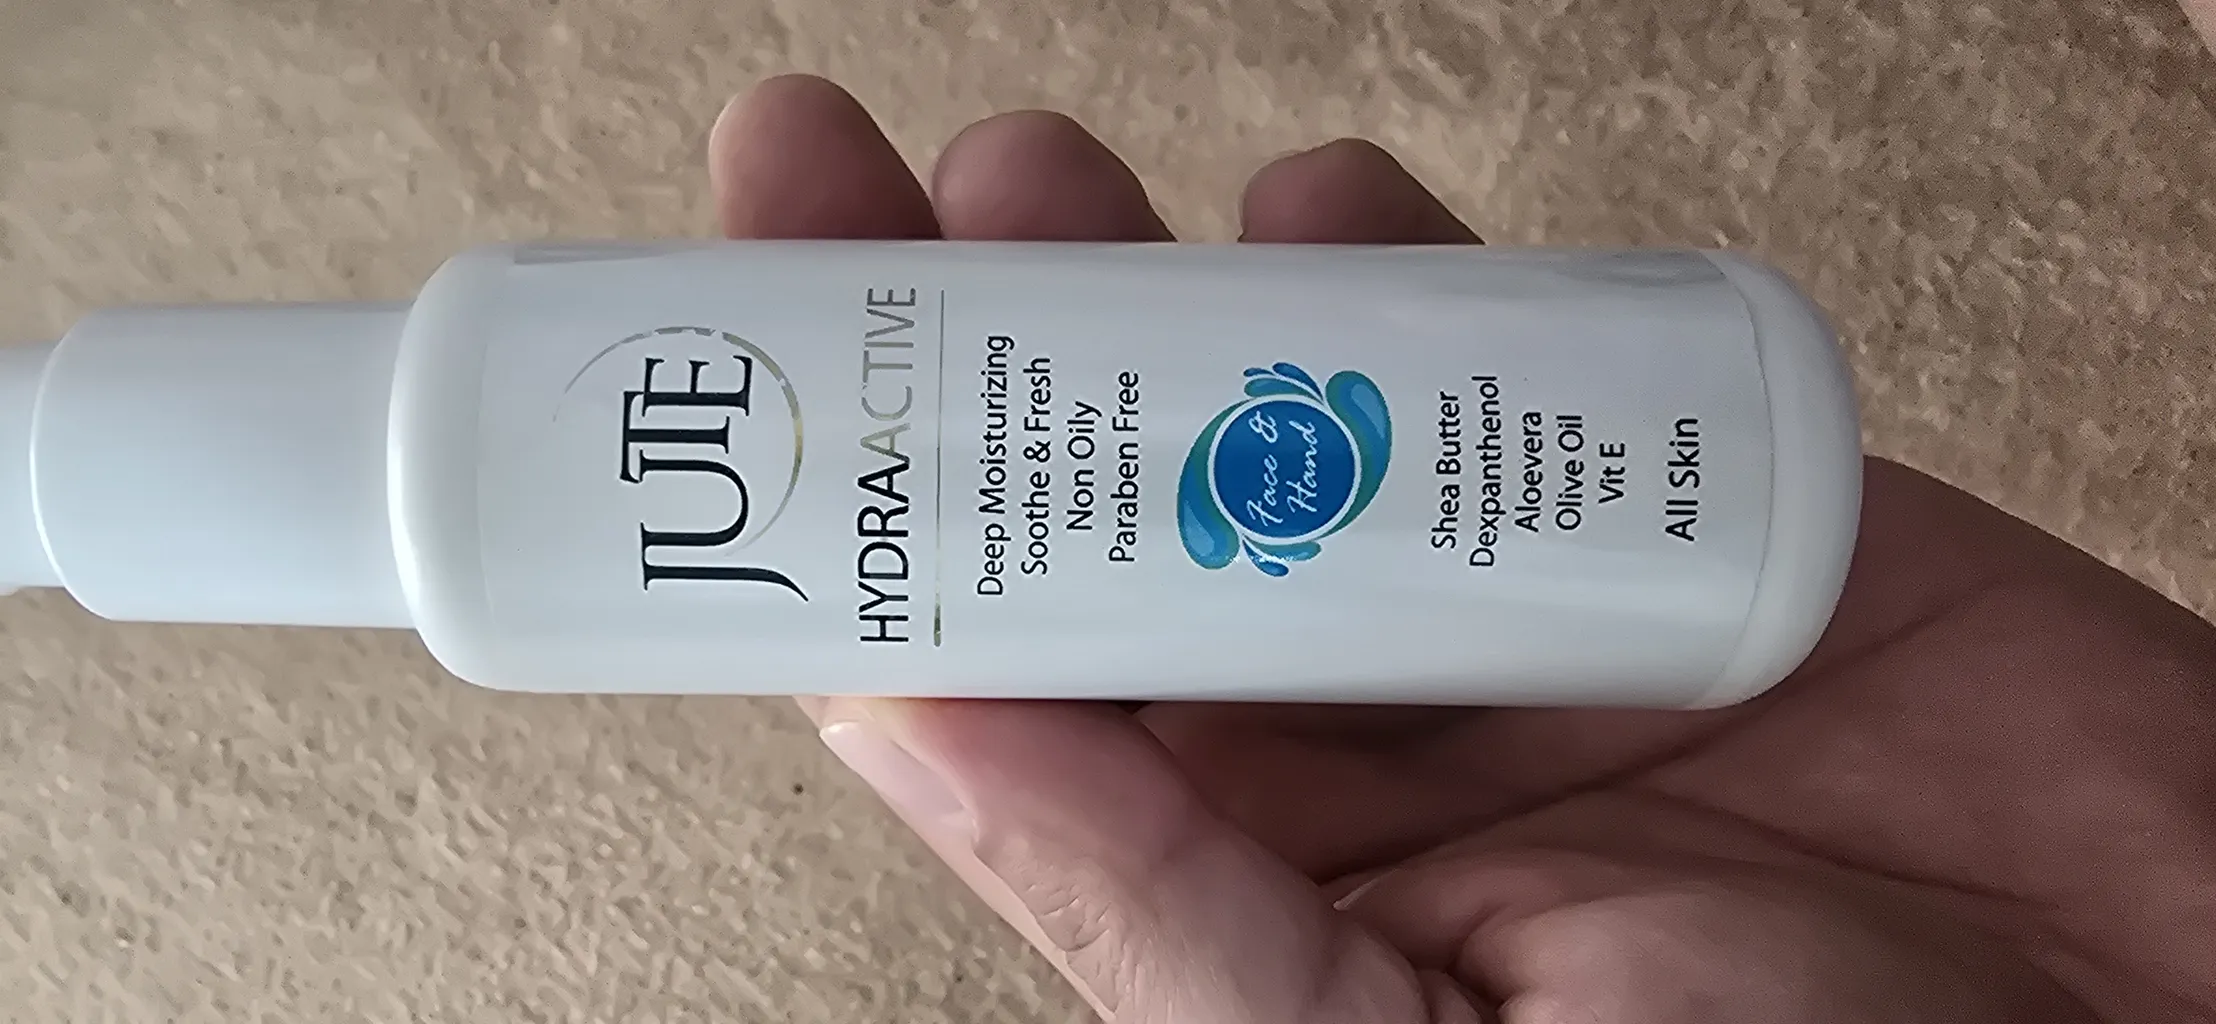 JUTE
HYDRAACTIVE
Deep Moisturizing
Soothe & Fresh
Non Oily
Paraben Free
Face &
Hand
Shea Butter
Dexpanthenol
Aloevera
Olive Oil
Vit E
All Skin